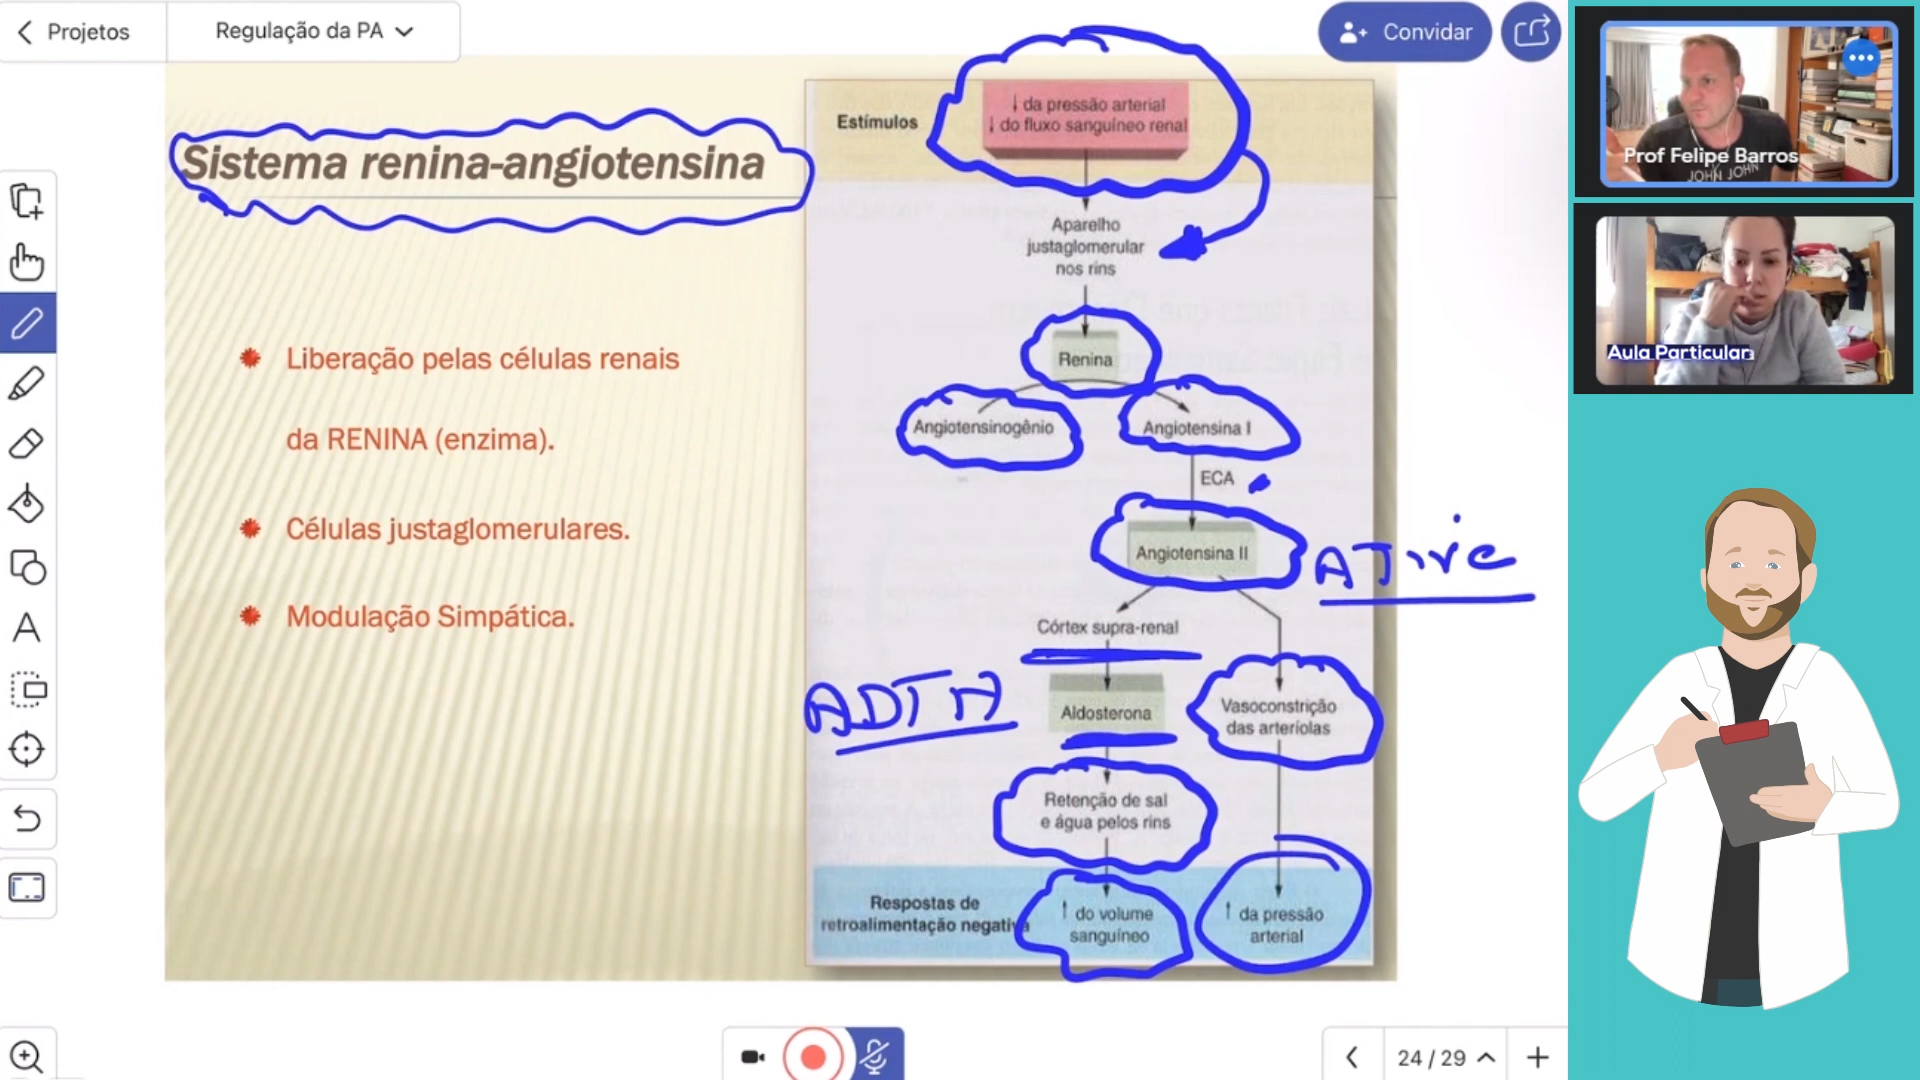 Projetos
Regulação da PA
Convidar
Sistema renina-angiotensina
Liberação pelas células renais
da RENINA (enzima).
Células justaglomerulares.
Modulação Simpática.
Estímulos
↓ da pressão arterial
↓ do fluxo sanguíneo renal
Aparelho
justaglomerular
nos rins
Renina
Angiotensinogênio
Angiotensina I
ECA
Angiotensina II
Córtex supra-renal
Aldosterona
Vasoconstrição
das arteríolas
Retenção de sal
e água pelos rins
Respostas de
retroalimentação negativa
↑ do volume
sanguíneo
↑ da pressão
arterial
24 / 29
Prof Felipe Barros
JOHN JOHN
Aula Particular